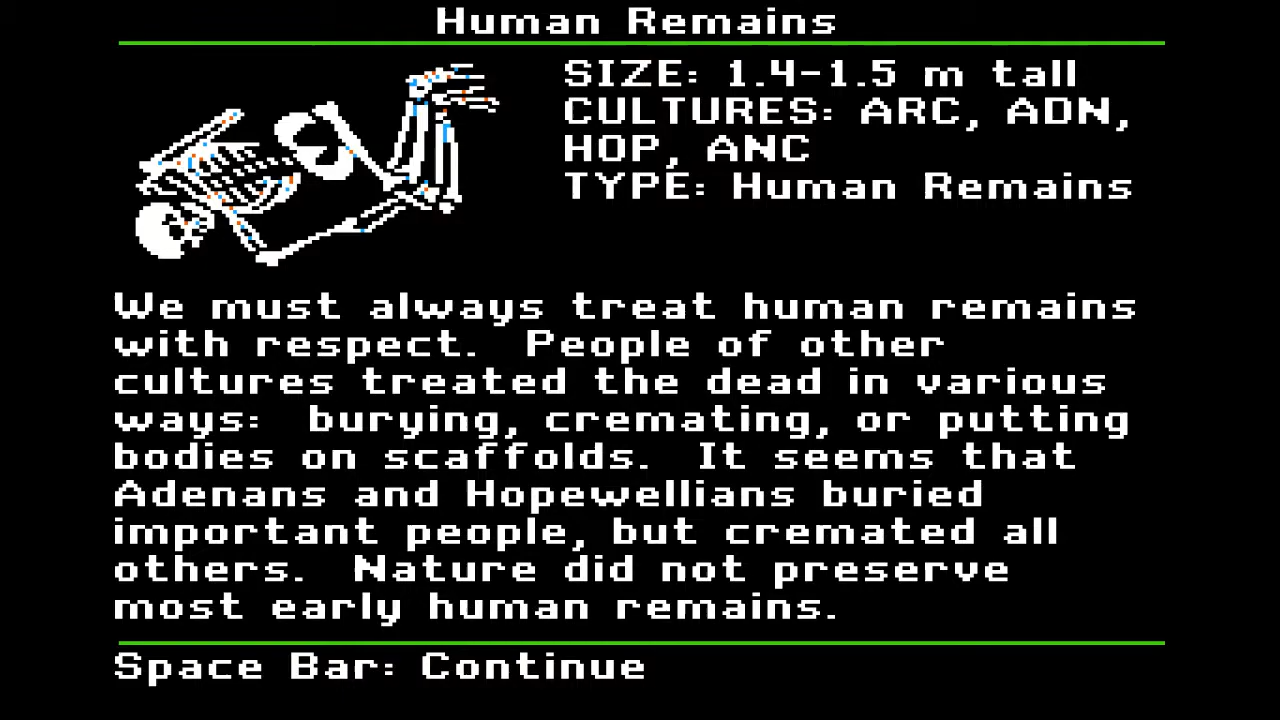 Human Remains
SIZE: 1.4-1.5 m tall
CULTURES: ARC, ADN,
HOP, ANC
TYPE: Human Remains
We must always treat human remains
with respect.  People of other
cultures treated the dead in various
ways:  burying, cremating, or putting
bodies on scaffolds.  It seems that
Adenans and Hopewellians buried
important people, but cremated all
others.  Nature did not preserve
most early human remains.
Space Bar: Continue